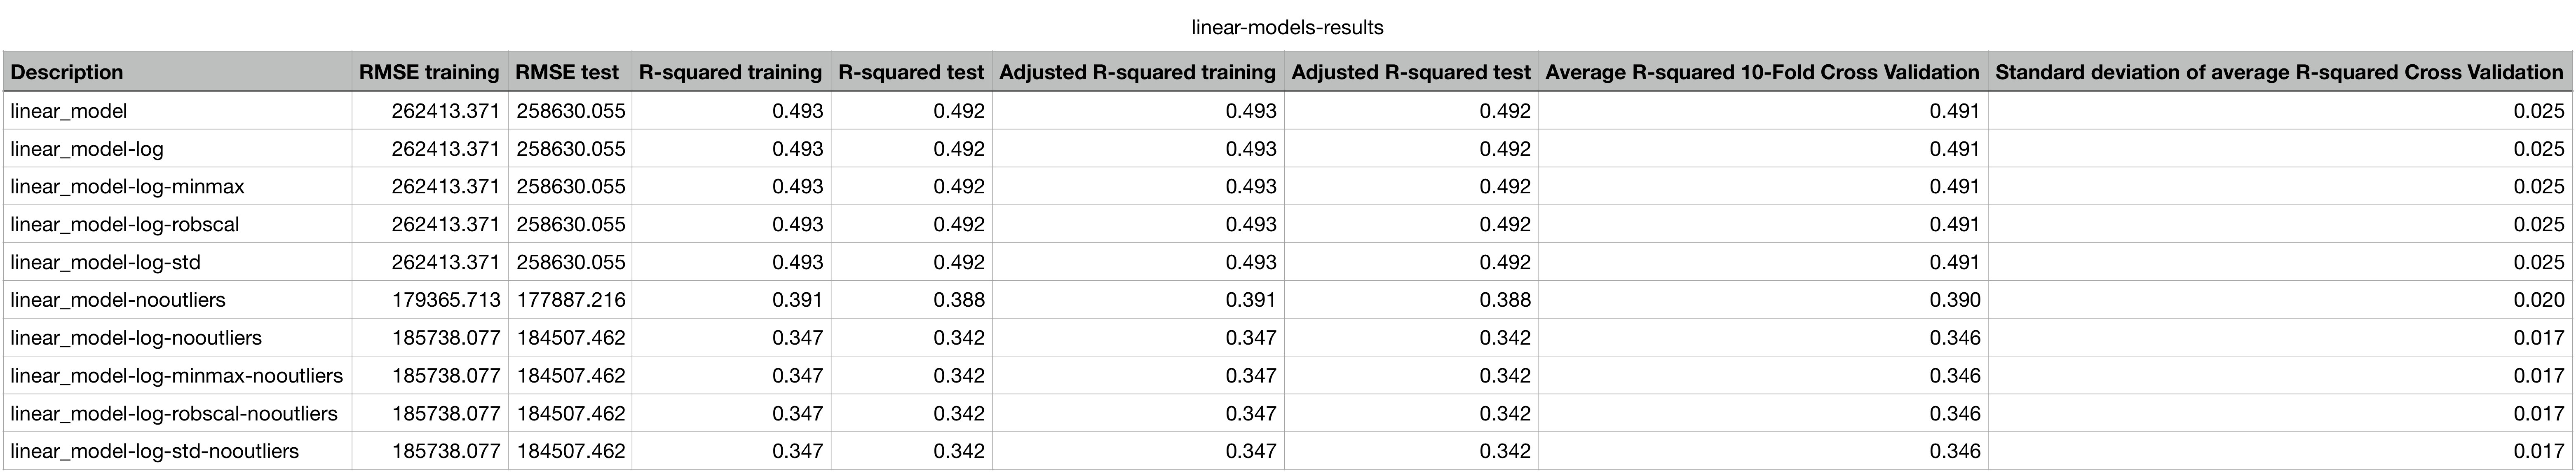 linear-models-results
Description RMSE training RMSE test R-squared training R-squared test Adjusted R-squared training Adjusted R-squared test Average R-squared 10-Fold Cross Validation Standard deviation of average R-squared Cross Validation
linear_model 262413.371 258630.055 0.493 0.492 0.493 0.492 0.491 0.025
linear_model-log 262413.371 258630.055 0.493 0.492 0.493 0.492 0.491 0.025
linear_model-log-minmax 262413.371 258630.055 0.493 0.492 0.493 0.492 0.491 0.025
linear_model-log-robscal 262413.371 258630.055 0.493 0.492 0.493 0.492 0.491 0.025
linear_model-log-std 262413.371 258630.055 0.493 0.492 0.493 0.492 0.491 0.025
linear_model-nooutliers 179365.713 177887.216 0.391 0.388 0.391 0.388 0.390 0.020
linear_model-log-nooutliers 185738.077 184507.462 0.347 0.342 0.347 0.342 0.346 0.017
linear_model-log-minmax-nooutliers 185738.077 184507.462 0.347 0.342 0.347 0.342 0.346 0.017
linear_model-log-robscal-nooutliers 185738.077 184507.462 0.347 0.342 0.347 0.342 0.346 0.017
linear_model-log-std-nooutliers 185738.077 184507.462 0.347 0.342 0.347 0.342 0.346 0.017